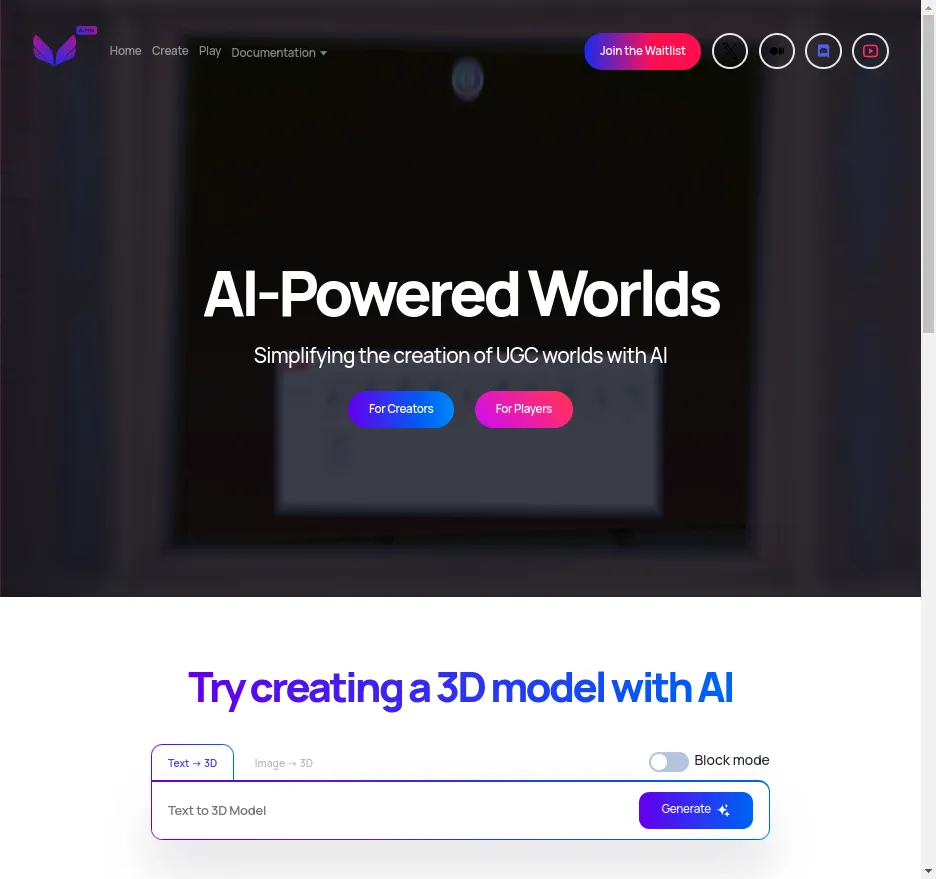 ALPHA
Home Create Play Documentation
Join the Waitlist
AI-Powered Worlds
Simplifying the creation of UGC worlds with AI
For Creators For Players
Try creating a 3D model with AI
Text → 3D Image → 3D Block mode
Text to 3D Model Generate